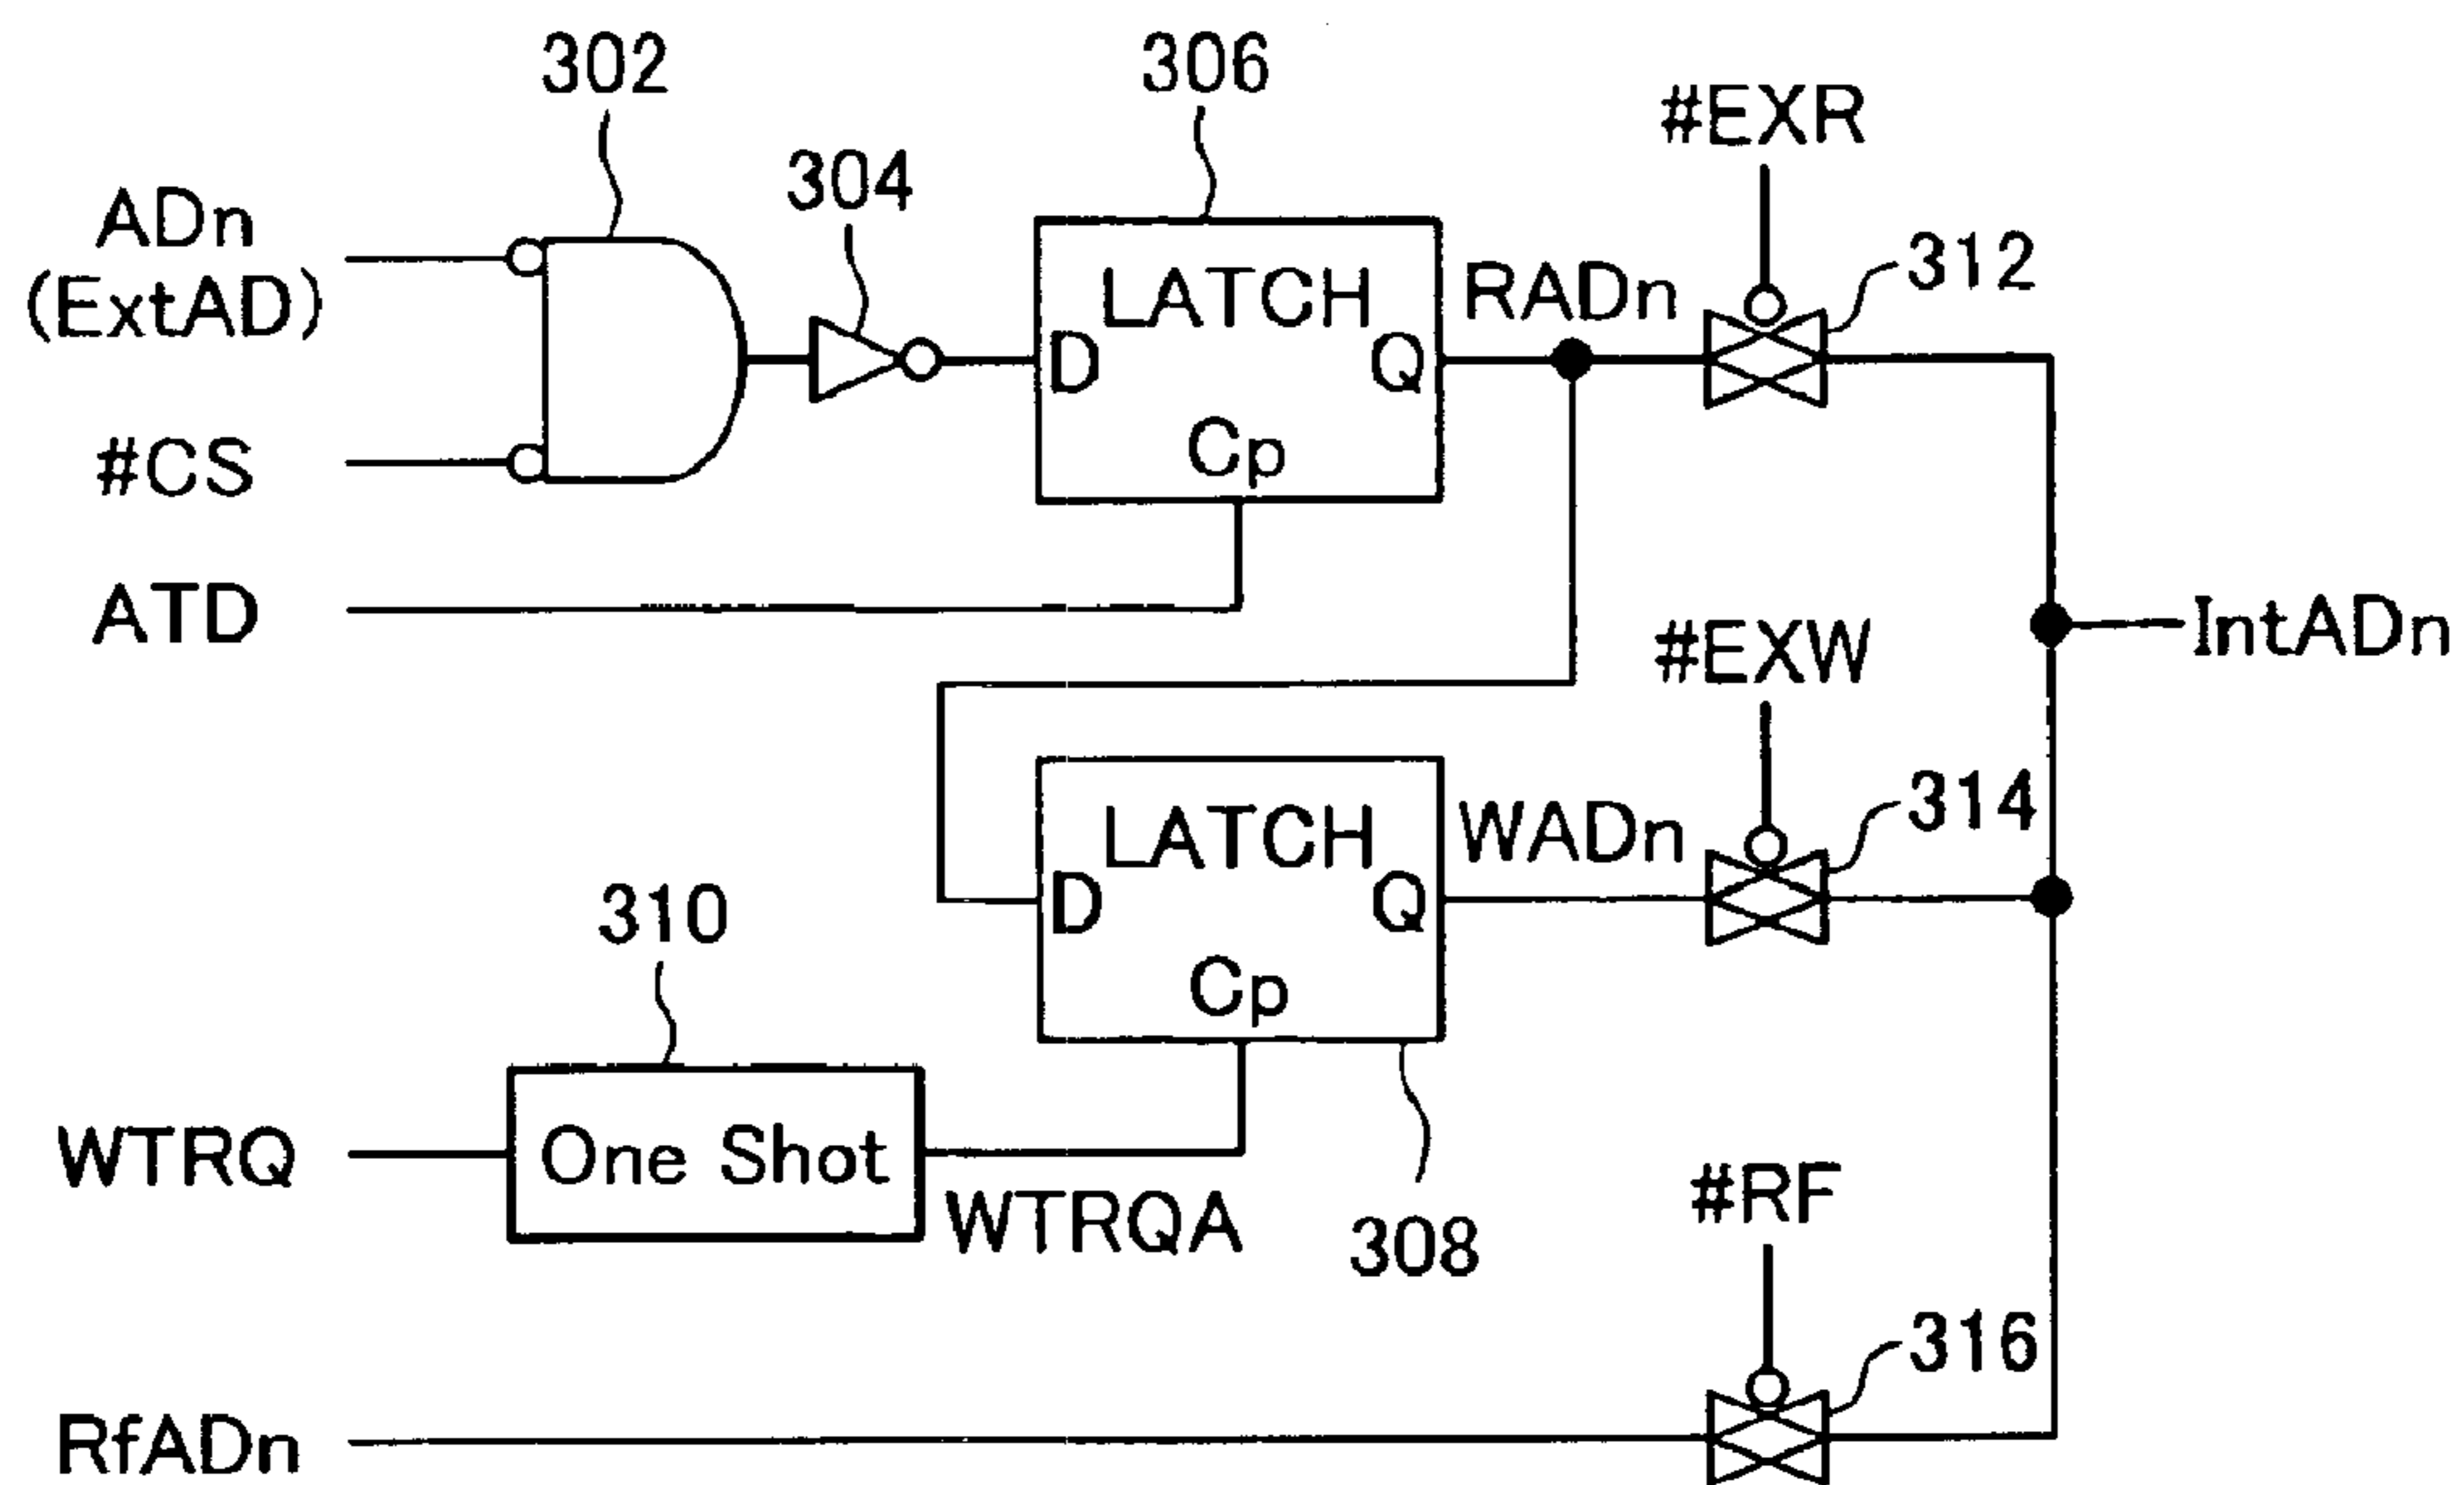 302
306
#EXR
304
ADn
(ExtAD)
312
LATCH
RADn
D
Q
Cp
#CS
ATD
#EXW
IntADn
314
LATCH
WADn
D
Q
310
Cp
WTRQ
One Shot
WTRQA
308
#RF
316
RfADn